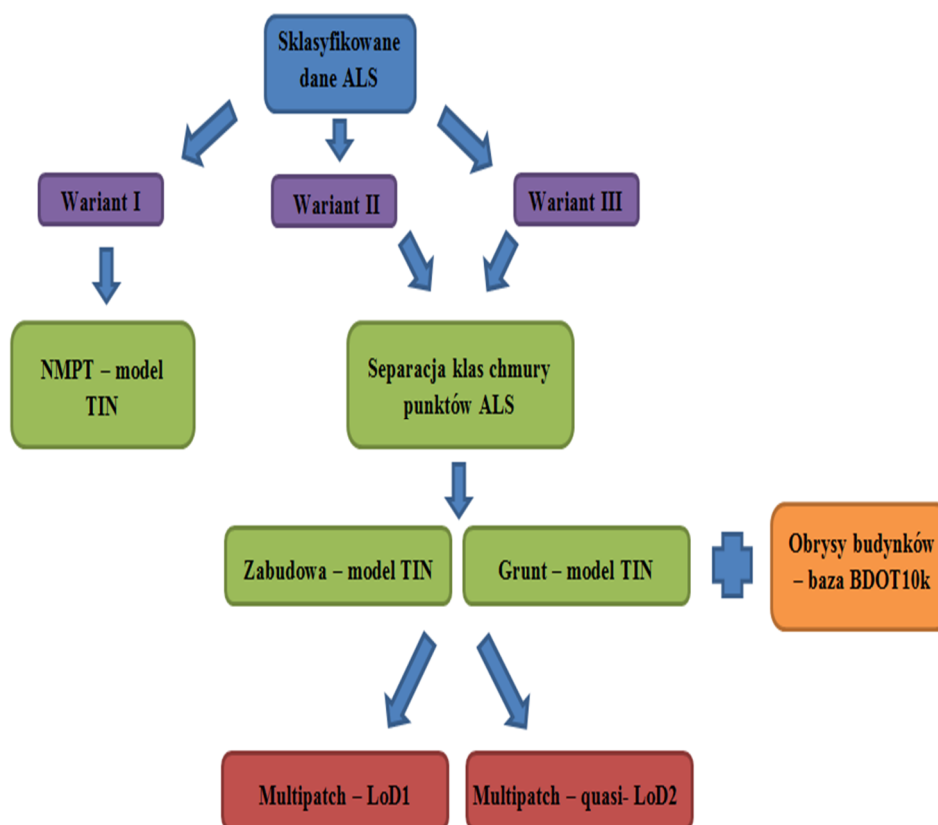 Sklasyfikowane
dane ALS
Wariant I
Wariant II
Wariant III
NMPT – model
TIN
Separacja klas chmury
punktów ALS
Zabudowa – model TIN
Grunt – model TIN
Obrysy budynków
– baza BDOT10k
Multipatch – LoD1
Multipatch – quasi- LoD2